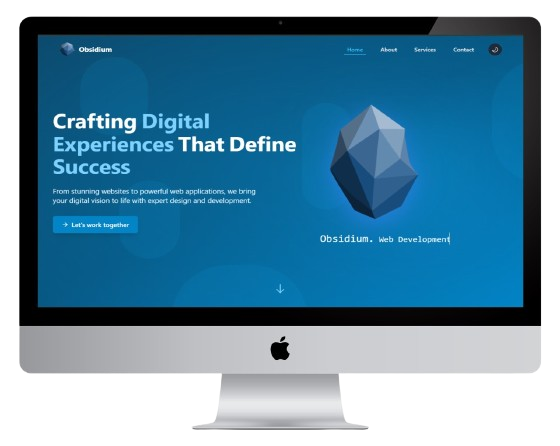 Obsidium
Home About Services Contact
Crafting Digital
Experiences That Define
Success
From stunning websites to powerful web applications, we bring
your digital vision to life with expert design and development.
→ Let's work together
Obsidium. Web Development